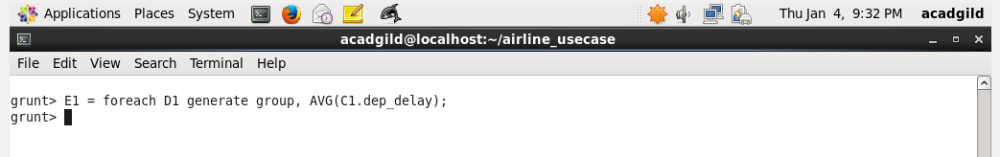 Applications Places System Thu Jan 4, 9:32 PM acadgild
acadgild@localhost:~/airline_usecase
File Edit View Search Terminal Help
grunt> E1 = foreach D1 generate group, AVG(C1.dep_delay);
grunt>